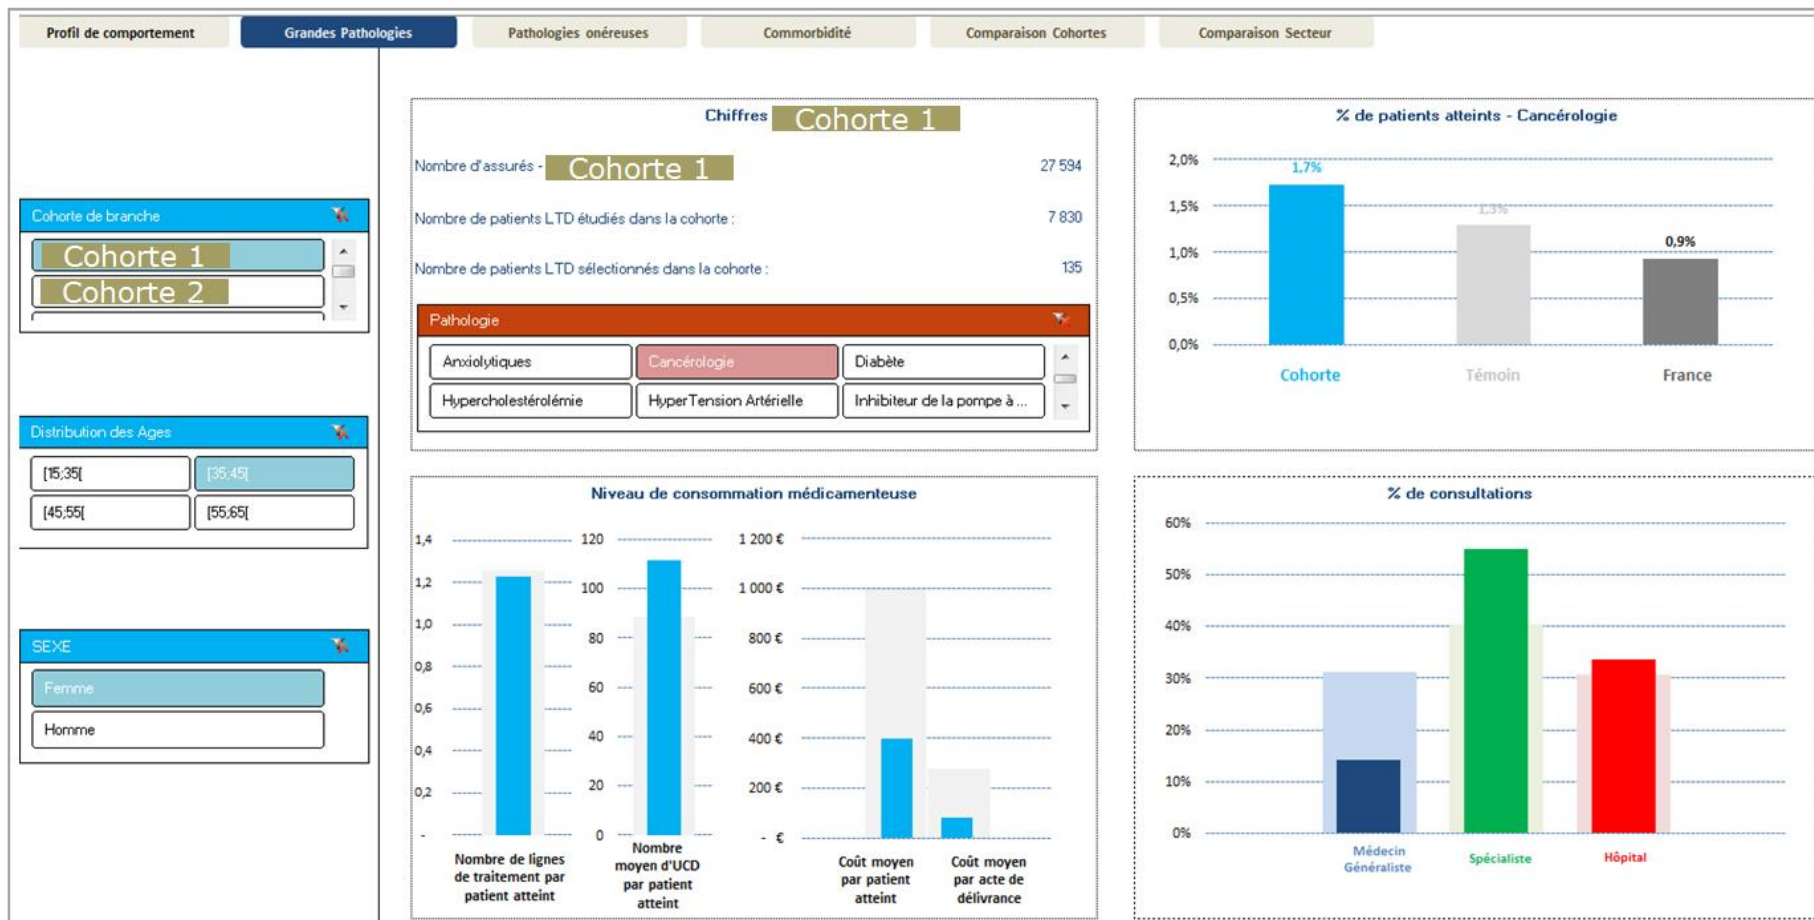 Profil de comportement
Grandes Pathologies
Pathologies onéreuses
Commorbidité
Comparaison Cohortes
Comparaison Secteur
Cohorte de branche
Cohorte 1
Cohorte 2
Distribution des Ages
[15;35[
[35;45[
[45;55[
[55;65[
SEXE
Femme
Homme
Chiffres Cohorte 1
Nombre d'assurés - Cohorte 1 27 594
Nombre de patients LTD étudiés dans la cohorte : 7 830
Nombre de patients LTD sélectionnés dans la cohorte : 135
Pathologie
Anxiolytiques
Cancérologie
Diabète
Hypercholestérolémie
HyperTension Artérielle
Inhibiteur de la pompe à ...
% de patients atteints - Cancérologie
2,0%
1,5%
1,0%
0,5%
0,0%
1,7%
1,3%
0,9%
Cohorte
Témoin
France
Niveau de consommation médicamenteuse
1,4
1,2
1,0
0,8
0,6
0,4
0,2
-
Nombre de lignes
de traitement par
patient atteint
120
100
80
60
40
20
0
Nombre
moyen d'UCD
par patient
atteint
1 200 €
1 000 €
800 €
600 €
400 €
200 €
- €
Coût moyen
par patient
atteint
Coût moyen
par acte de
délivrance
% de consultations
60%
50%
40%
30%
20%
10%
0%
Médecin
Généraliste
Spécialiste
Hôpital